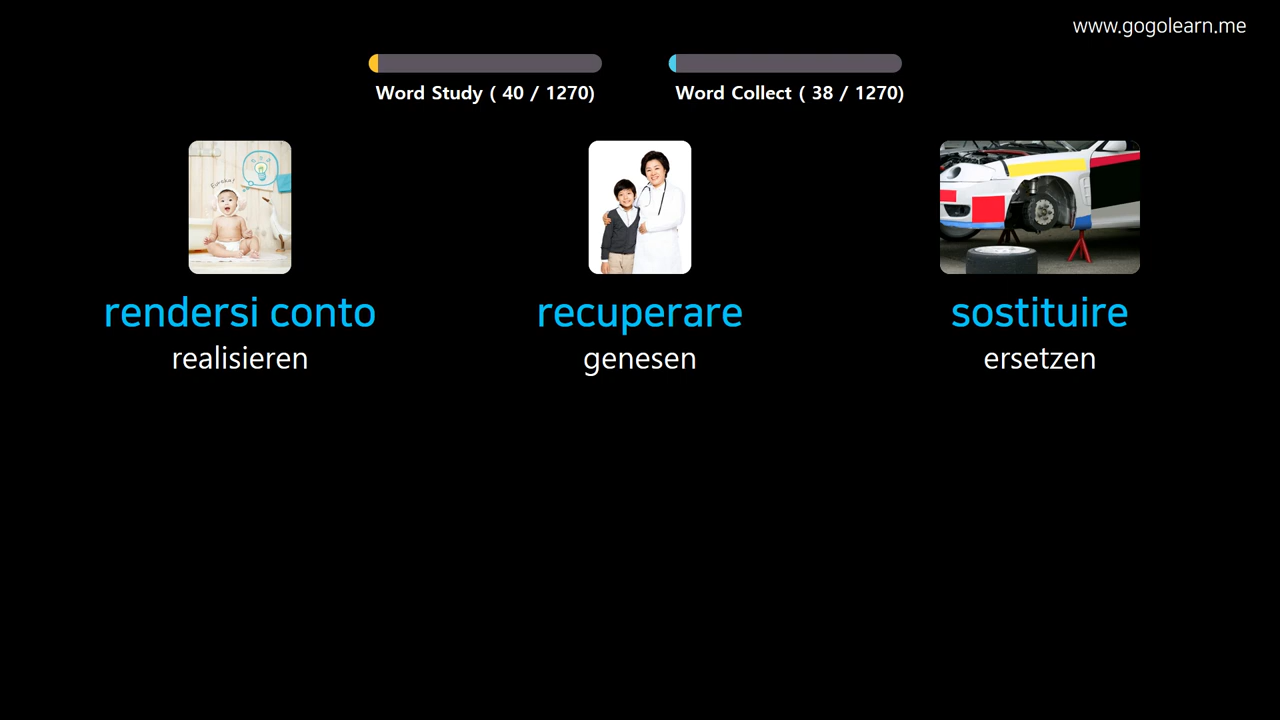 www.gogolearn.me
Word Study ( 40 / 1270)
Word Collect ( 38 / 1270)
Eureka!
rendersi conto
recuperare
sostituire
realisieren
genesen
ersetzen